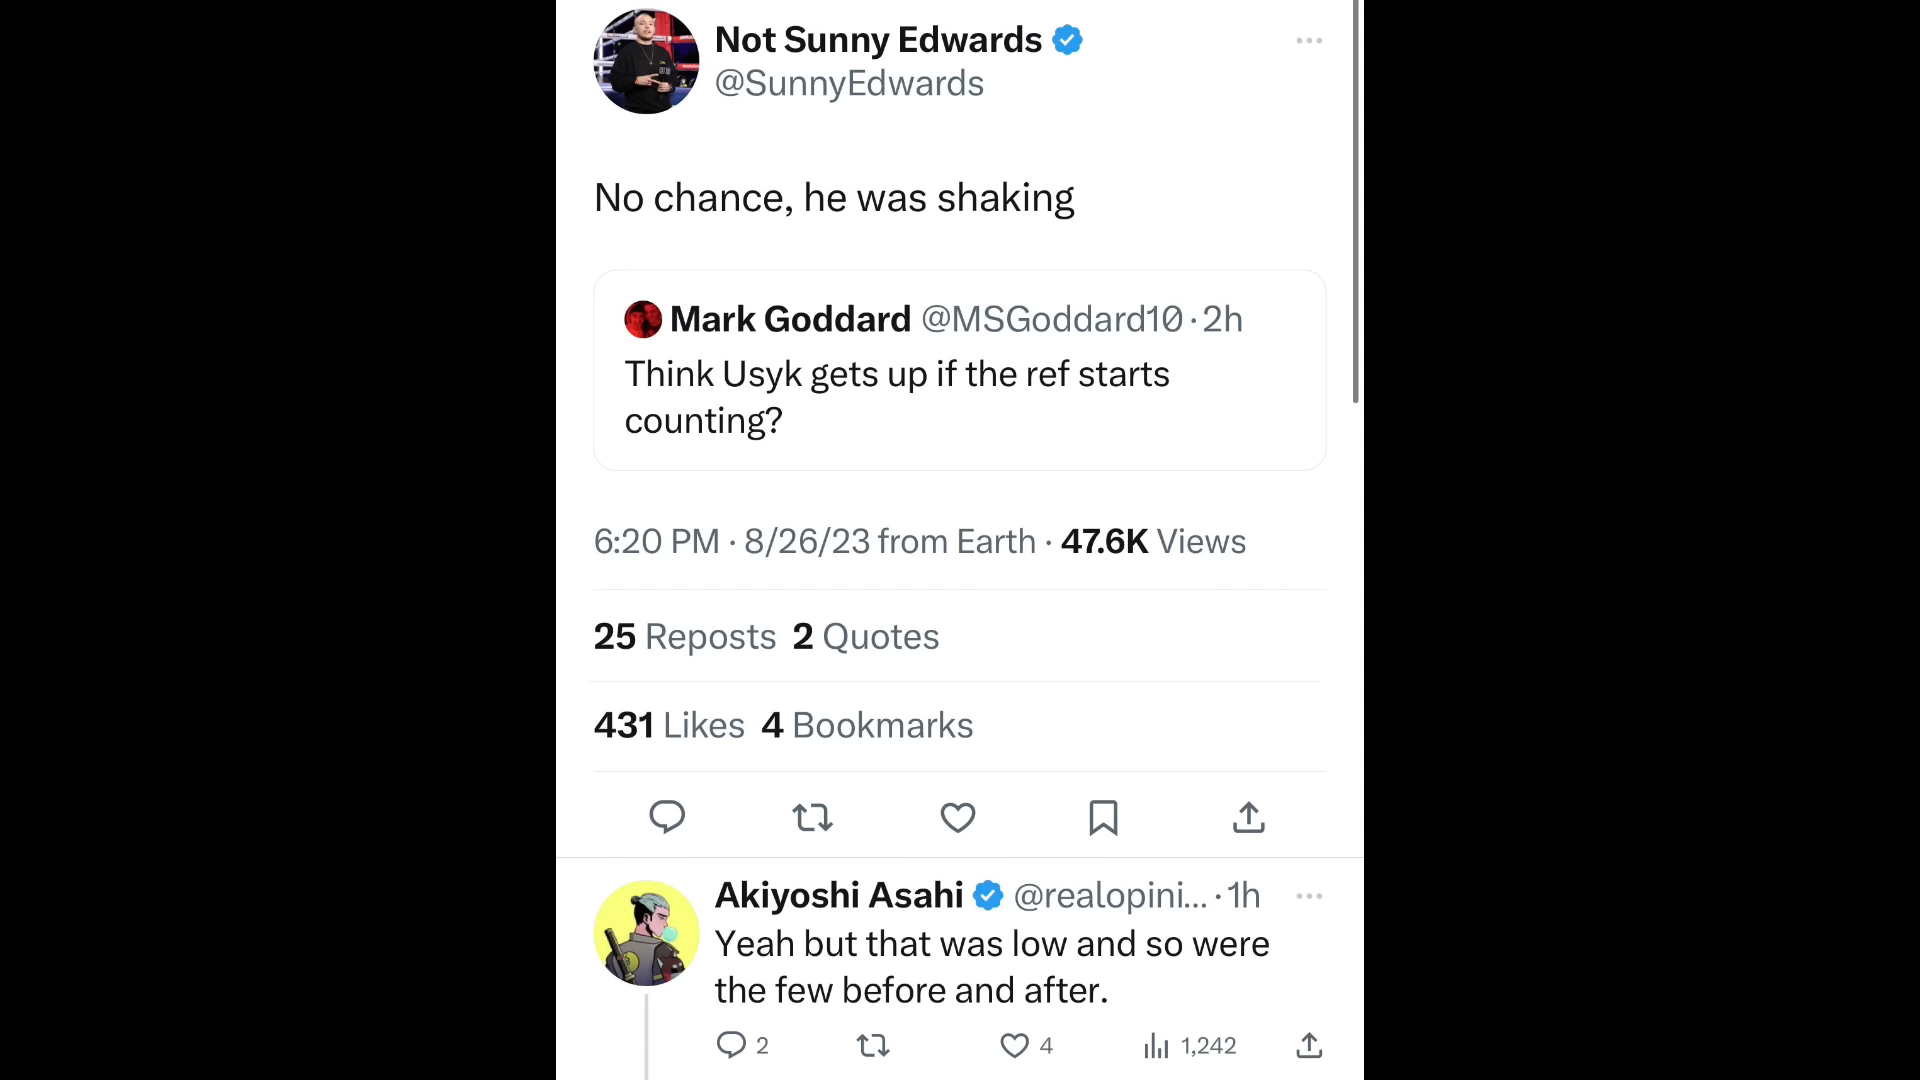 Not Sunny Edwards
@SunnyEdwards
No chance, he was shaking
Mark Goddard @MSGoddard10 · 2h
Think Usyk gets up if the ref starts
counting?
6:20 PM · 8/26/23 from Earth · 47.6K Views
25 Reposts 2 Quotes
431 Likes 4 Bookmarks
Akiyoshi Asahi @realopini... · 1h
Yeah but that was low and so were
the few before and after.
2 4 1,242